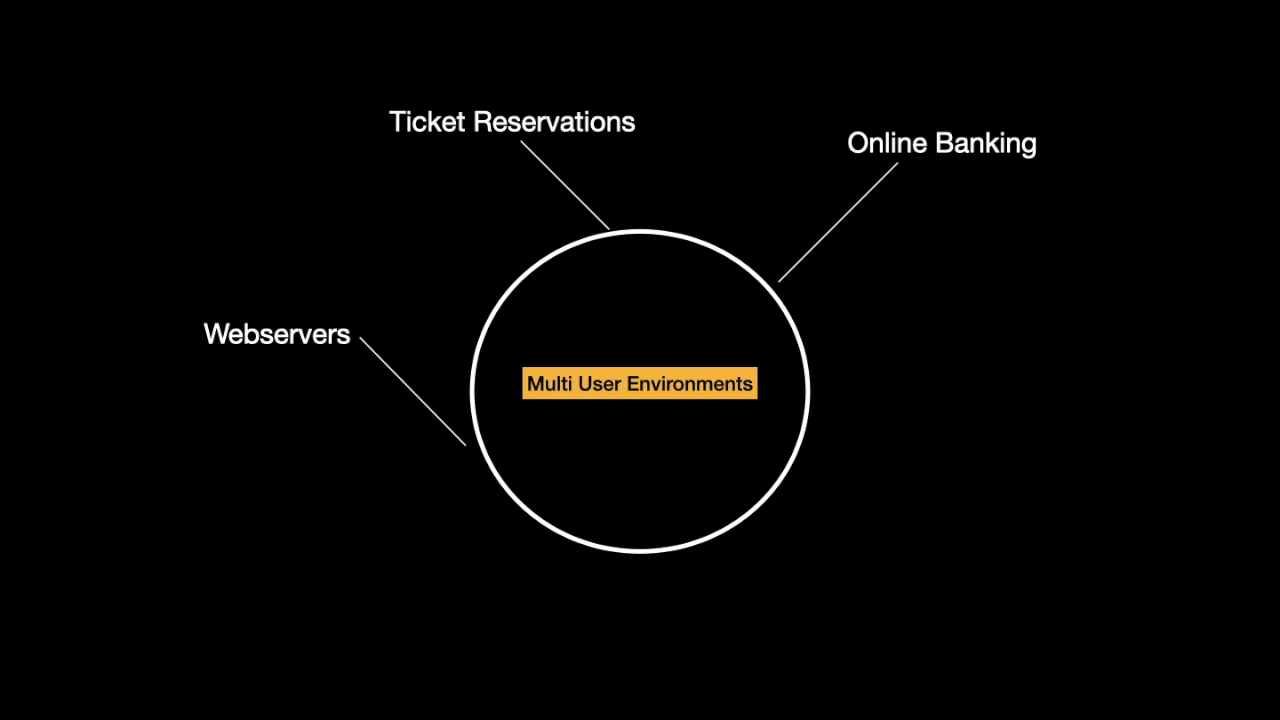 Ticket Reservations
Online Banking
Webservers
Multi User Environments